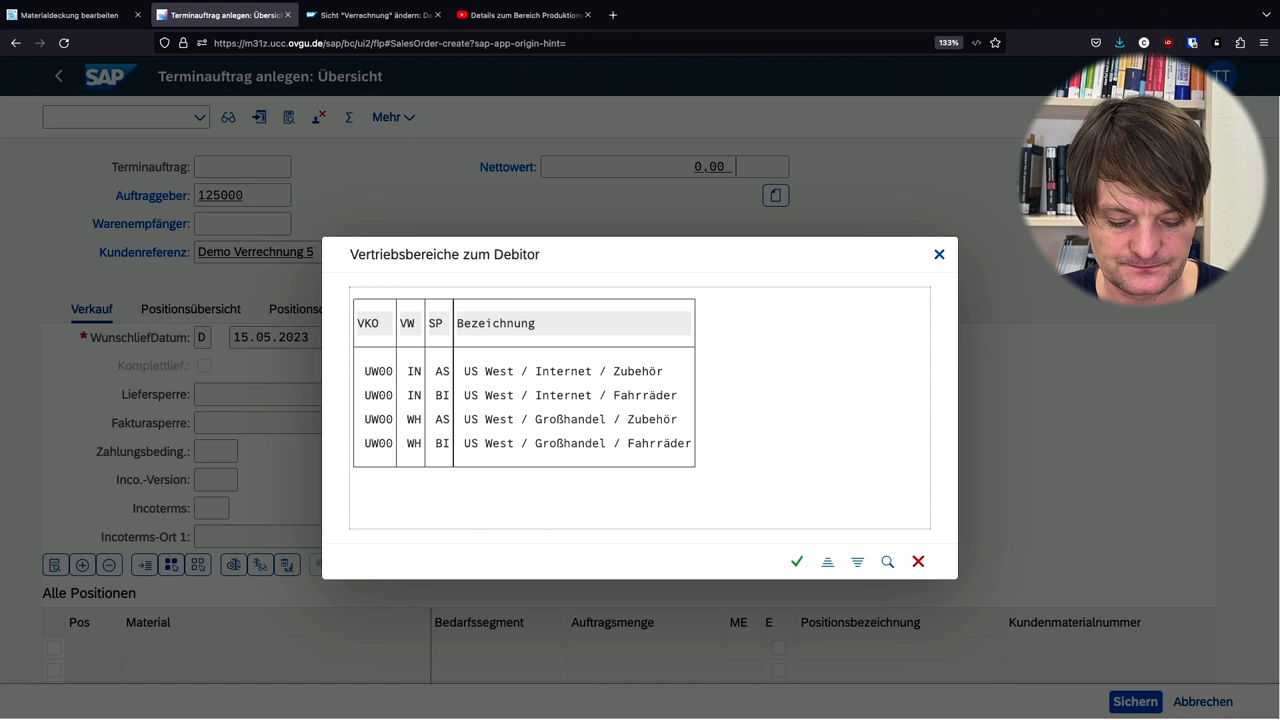 Materialdeckung bearbeiten
Terminauftrag anlegen: Übersic
Sicht "Verrechnung" ändern: De
Details zum Bereich Produktions
https://m31z.ucc.ovgu.de/sap/bc/ui2/flp#SalesOrder-create?sap-app-origin-hint=
133%
SAP
Terminauftrag anlegen: Übersicht
TT
Mehr
Terminauftrag:
Nettowert:
0,00
Auftraggeber:
125000
Warenempfänger:
Kundenreferenz:
Demo Verrechnung 5
Verkauf
Positionsübersicht
Positionsd
* WunschliefDatum:
D
15.05.2023
Komplettlief.:
Liefersperre:
Fakturasperre:
Zahlungsbeding.:
Inco.-Version:
Incoterms:
Incoterms-Ort 1:
Vertriebsbereiche zum Debitor
VKO VW SP Bezeichnung
UW00 IN AS US West / Internet / Zubehör
UW00 IN BI US West / Internet / Fahrräder
UW00 WH AS US West / Großhandel / Zubehör
UW00 WH BI US West / Großhandel / Fahrräder
Alle Positionen
Pos Material Bedarfssegment Auftragsmenge ME E Positionsbezeichnung Kundenmaterialnummer
Sichern Abbrechen